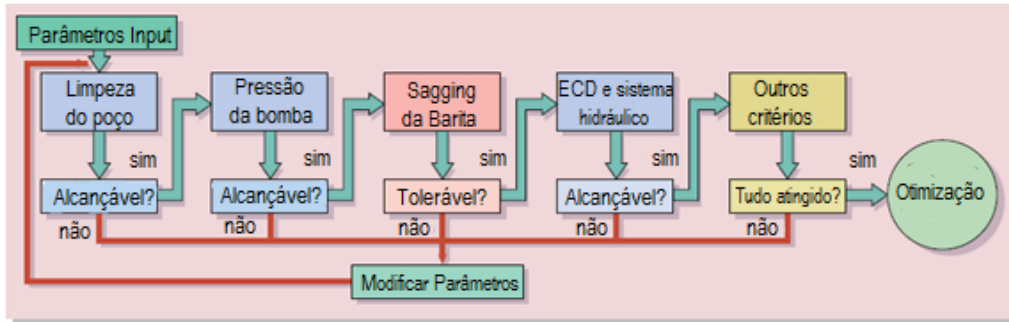 Parâmetros Input
Limpeza
do poço
Pressão
da bomba
Sagging
da Barita
ECD e sistema
hidráulico
Outros
critérios
sim
sim
sim
sim
sim
Alcançável?
Alcançável?
Tolerável?
Alcançável?
Tudo atingido?
Otimização
não
não
não
não
não
Modificar Parâmetros